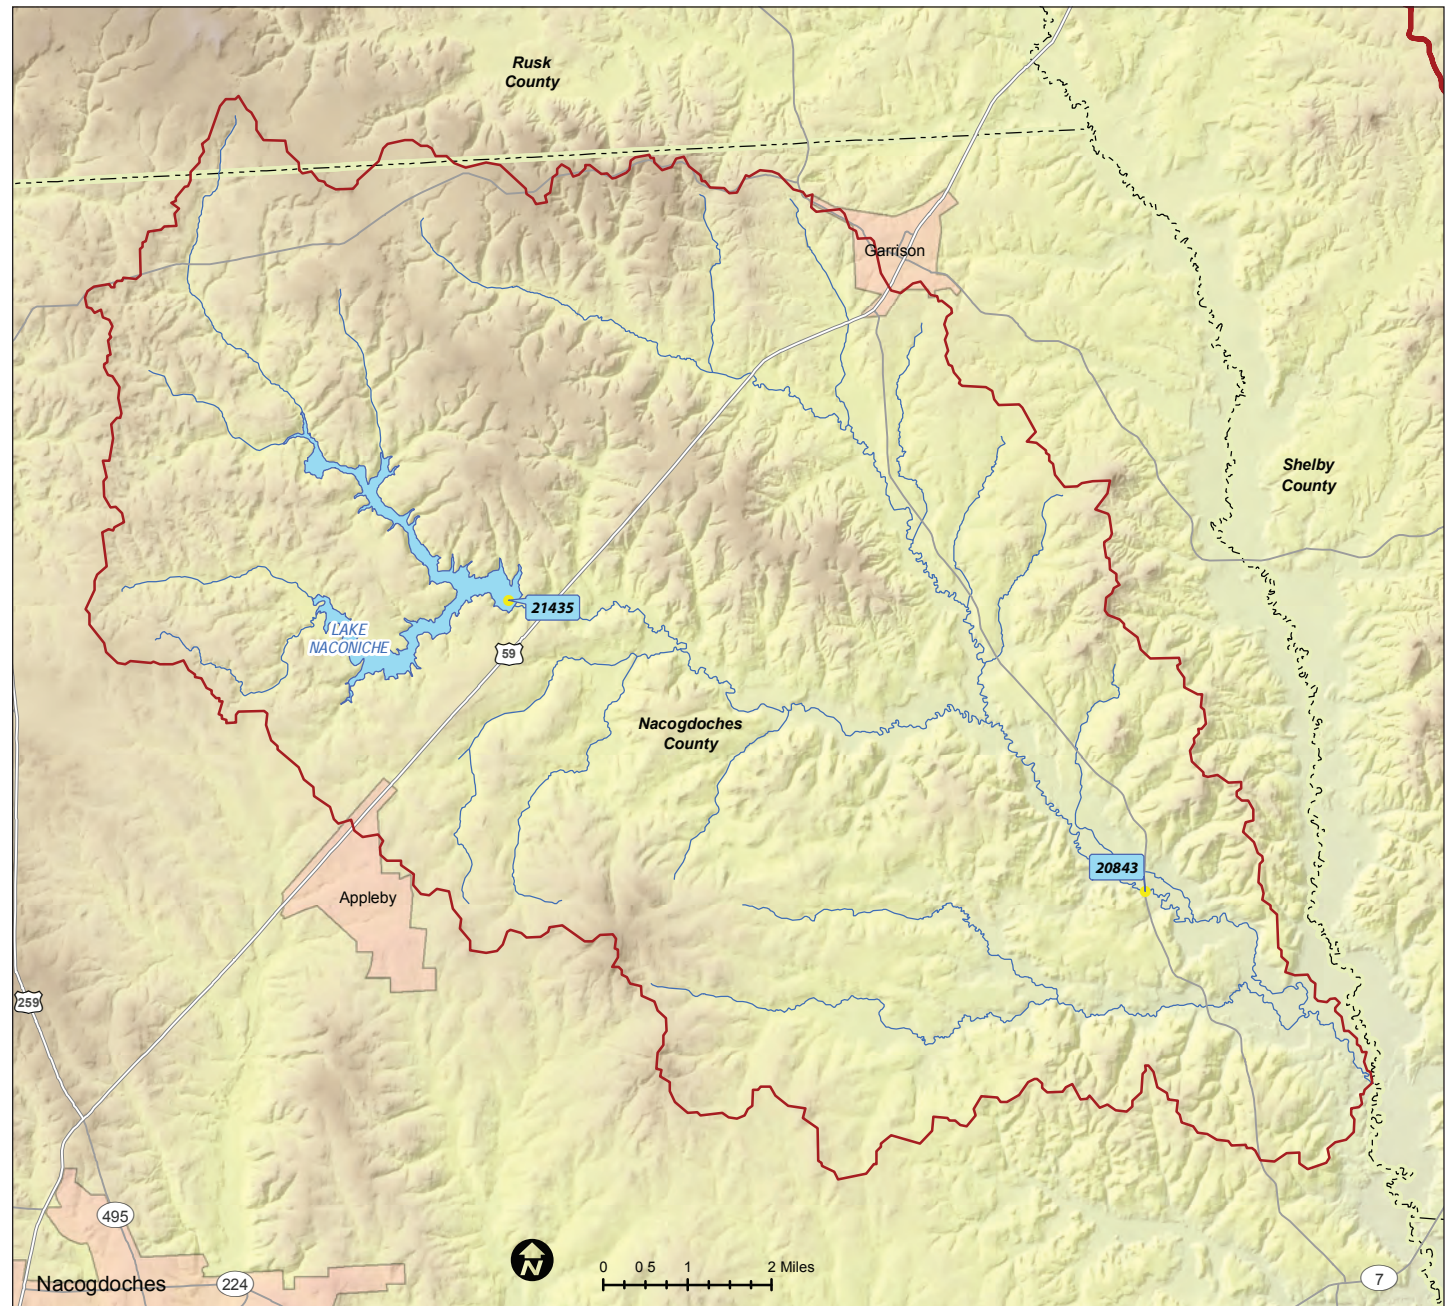 Rusk
County
Garrison
Shelby
County
21435
LAKE
NACONICHE
59
Nacogdoches
County
20843
Appleby
259
495
N
0 0 5 1 2 Miles
Nacogdoches
224
7